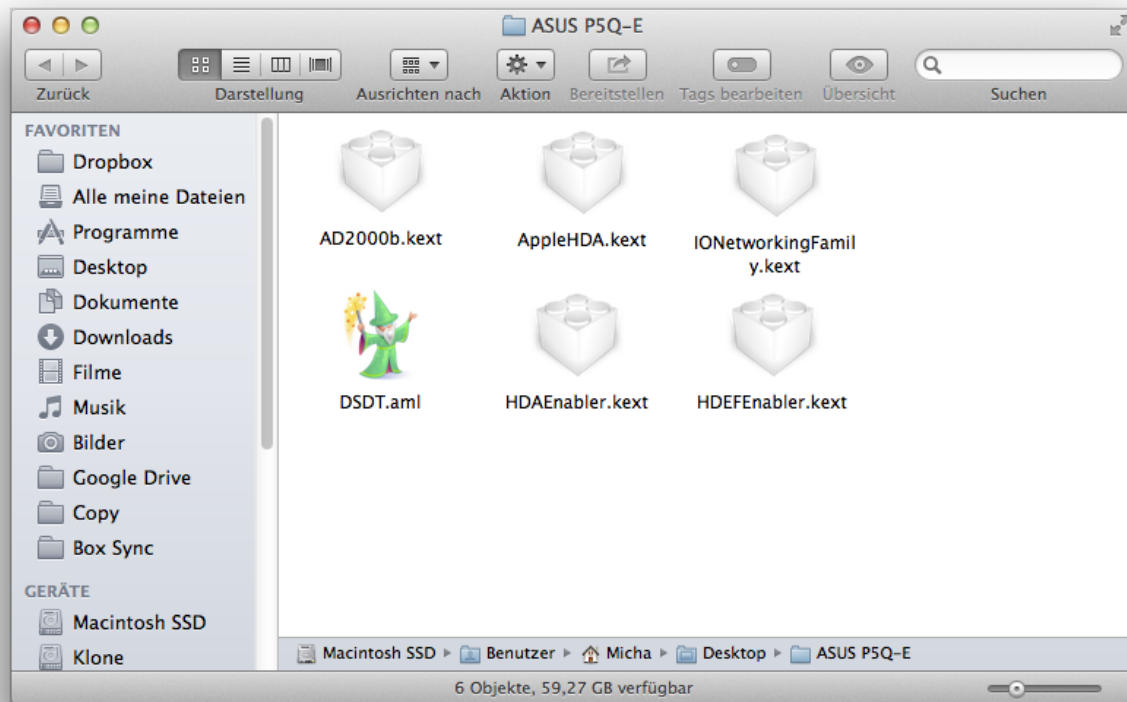 ASUS P5Q-E
Zurück Darstellung Ausrichten nach Aktion Bereitstellen Tags bearbeiten Übersicht Suchen
FAVORITEN
Dropbox
Alle meine Dateien
Programme
Desktop
Dokumente
Downloads
Filme
Musik
Bilder
Google Drive
Copy
Box Sync
GERÄTE
Macintosh SSD
Klone
AD2000b.kext AppleHDA.kext IONetworkingFamil
y.kext
DSDT.aml HDAEnabler.kext HDEFEnabler.kext
Macintosh SSD ▸ Benutzer ▸ Micha ▸ Desktop ▸ ASUS P5Q-E
6 Objekte, 59,27 GB verfügbar